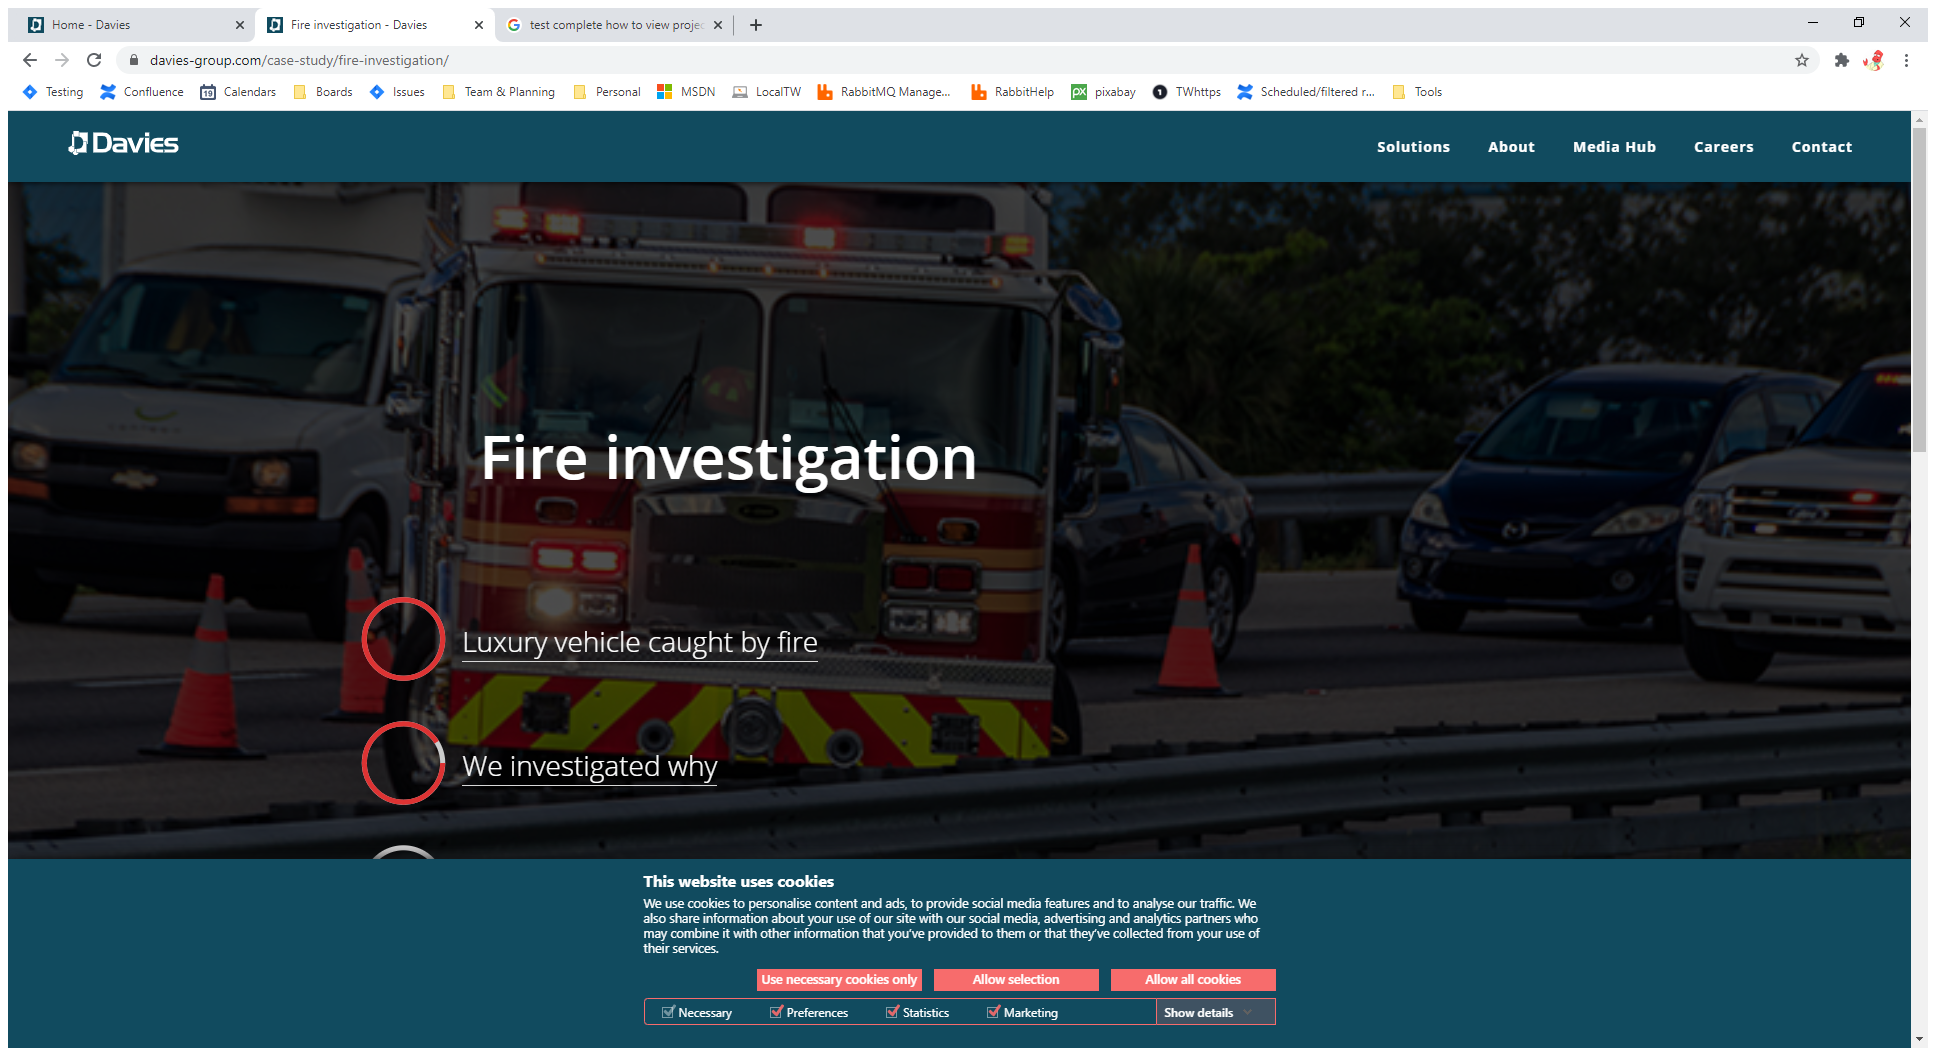 Home - Davies
Fire investigation - Davies
test complete how to view projec
davies-group.com/case-study/fire-investigation/
Testing
Confluence
Calendars
Boards
Issues
Team & Planning
Personal
MSDN
LocalTW
RabbitMQ Manage...
RabbitHelp
px pixabay
TWhttps
Scheduled/filtered r...
Tools
Davies
Solutions
About
Media Hub
Careers
Contact
Fire investigation
Luxury vehicle caught by fire
We investigated why
This website uses cookies
We use cookies to personalise content and ads, to provide social media features and to analyse our traffic. We
also share information about your use of our site with our social media, advertising and analytics partners who
may combine it with other information that you've provided to them or that they've collected from your use of
their services.
Use necessary cookies only
Allow selection
Allow all cookies
Necessary
Preferences
Statistics
Marketing
Show details